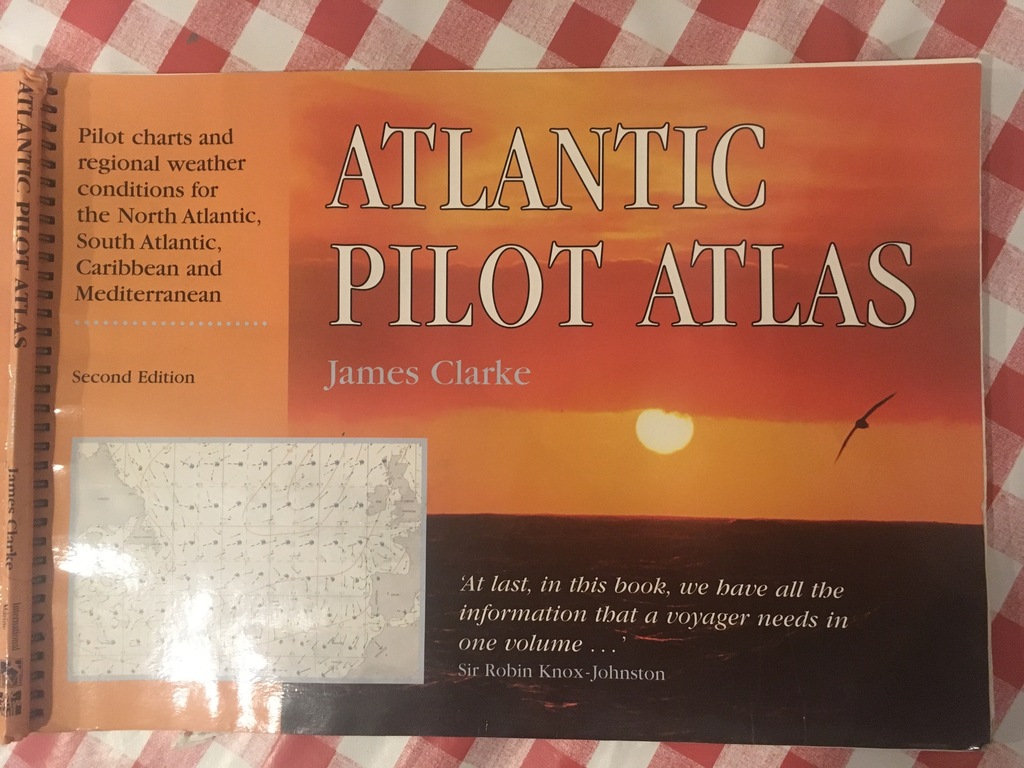 ATLANTIC PILOT ATLAS
James Clarke
International
Marine
Pilot charts and
regional weather
conditions for
the North Atlantic,
South Atlantic,
Caribbean and
Mediterranean
Second Edition
ATLANTIC
PILOT ATLAS
James Clarke
'At last, in this book, we have all the
information that a voyager needs in
one volume ...'
Sir Robin Knox-Johnston